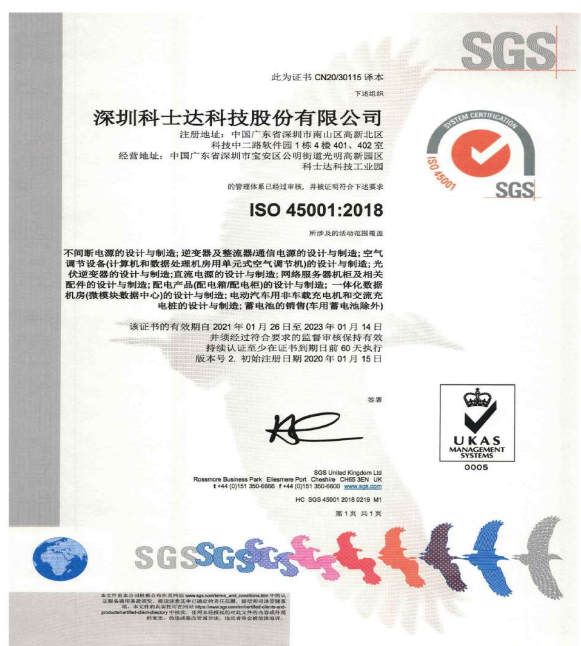 SGS
此为证书 CN20/30115 译本
下述组织
深圳科士达科技股份有限公司
注册地址：中国广东省深圳市南山区高新北区
科技中二路软件园 1 栋 4 楼 401、402 室
经营地址：中国广东省深圳市宝安区公明街道光明高新园区
科士达科技工业园
的管理体系已经过审核，并被证明符合下述要求
ISO 45001:2018
所涉及的活动范围覆盖
不间断电源的设计与制造; 逆变器及整流器/通信电源的设计与制造; 空气
调节设备(计算机和数据处理机房用单元式空气调节机)的设计与制造; 光
伏逆变器的设计与制造;直流电源的设计与制造; 网络服务器机柜及相关
配件的设计与制造; 配电产品(配电箱/配电柜)的设计与制造; 一体化数据
机房(微模块数据中心)的设计与制造; 电动汽车用非车载充电机和交流充
电桩的设计与制造; 蓄电池的销售(车用蓄电池除外)
该证书的有效期自 2021 年 01 月 26 日至 2023 年 01 月 14 日
并须经过符合要求的监督审核保持有效
持续认证至少在证书到期日前 60 天执行
版本号 2. 初始注册日期 2020 年 01 月 15 日
签署
SGS United Kingdom Ltd
Rossmore Business Park Ellesmere Port Cheshire CH65 3EN UK
t +44 (0)151 350-6666 f +44 (0)151 350-6600 www.sgs.com
HC SGS 45001 2018 0219 M1
第 1 页 共 1 页
SYSTEM CERTIFICATION
ISO 45001
SGS
UKAS
MANAGEMENT
SYSTEMS
0005
SGSSGSSGS